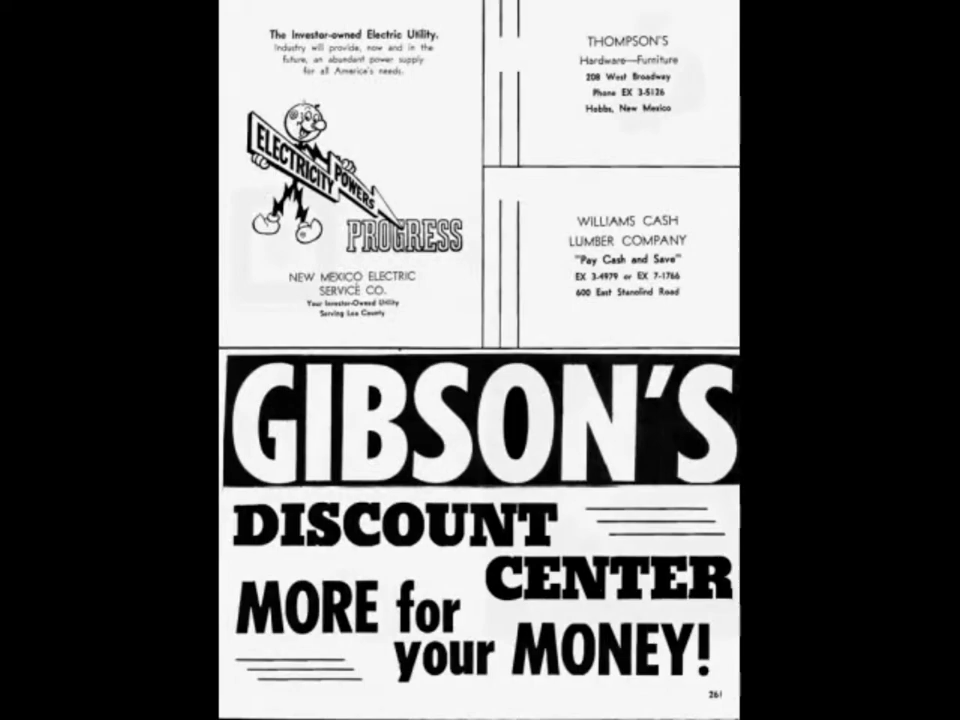 The Investor-owned Electric Utility.
Industry will provide, now and in the
future, an abundant power supply
for all America's needs.
ELECTRICITY
POWERS
PROGRESS
NEW MEXICO ELECTRIC
SERVICE CO.
Your Investor-Owned Utility
Serving Lea County
THOMPSON'S
Hardware—Furniture
208 West Broadway
Phone EX 3-5126
Hobbs, New Mexico
WILLIAMS CASH
LUMBER COMPANY
"Pay Cash and Save"
EX 3-4979 or EX 7-1766
600 East Stanolind Road
GIBSON'S
DISCOUNT
CENTER
MORE for
your MONEY!
261